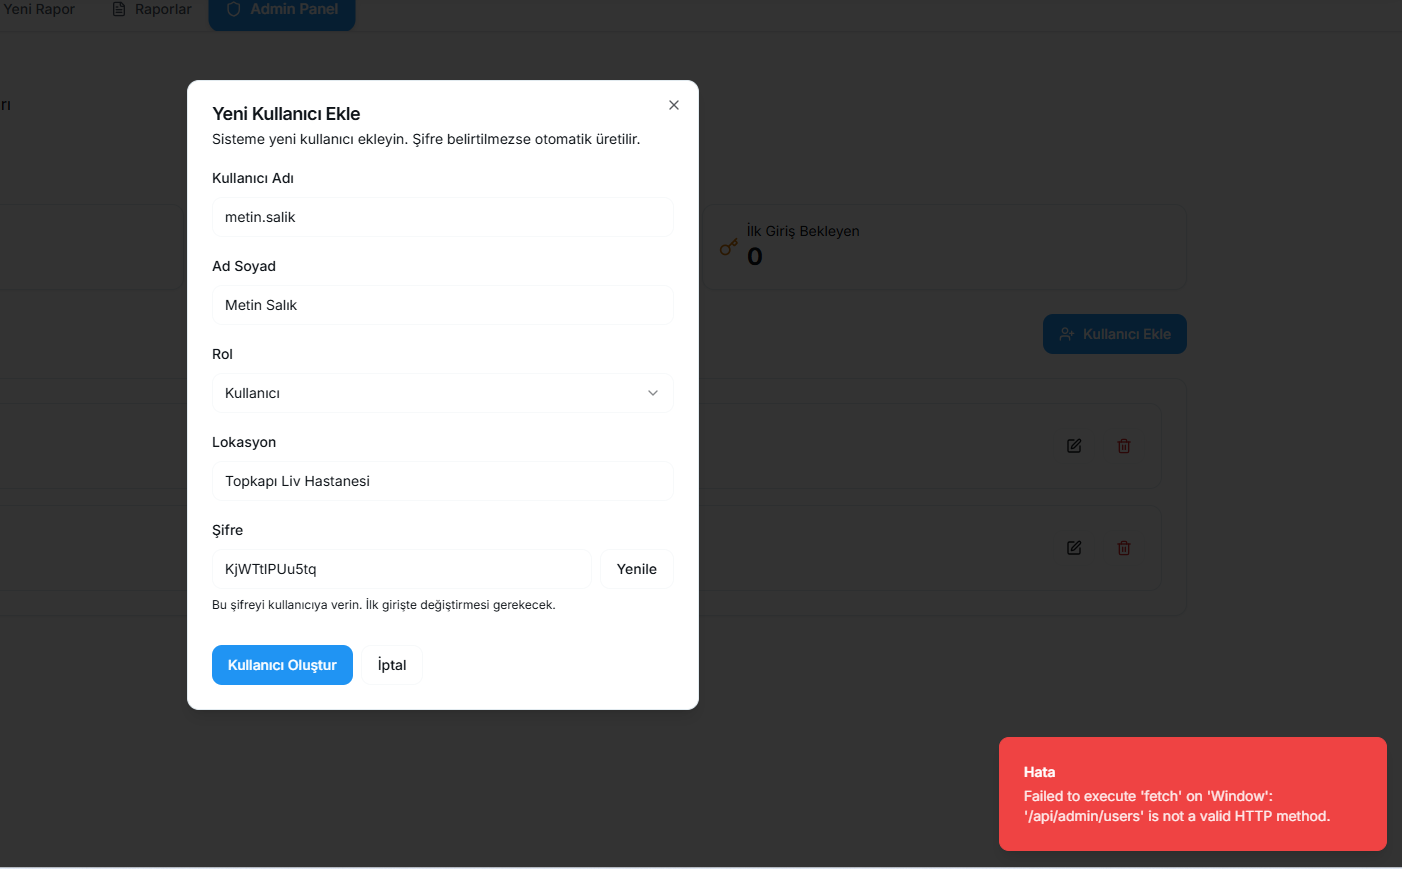 Yeni Rapor
Raporlar
Admin Panel
rı
Yeni Kullanıcı Ekle
Sisteme yeni kullanıcı ekleyin. Şifre belirtilmezse otomatik üretilir.
Kullanıcı Adı
metin.salik
Ad Soyad
Metin Salık
Rol
Kullanıcı
Lokasyon
Topkapı Liv Hastanesi
Şifre
KjWTtIPUu5tq
Yenile
Bu şifreyi kullanıcıya verin. İlk girişte değiştirmesi gerekecek.
Kullanıcı Oluştur
İptal
İlk Giriş Bekleyen
0
Kullanıcı Ekle
Hata
Failed to execute 'fetch' on 'Window':
'/api/admin/users' is not a valid HTTP method.